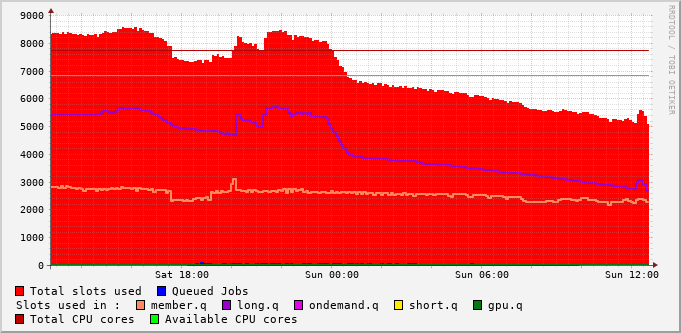 9000
8000
7000
6000
5000
4000
3000
2000
1000
0
Sat 18:00 Sun 00:00 Sun 06:00 Sun 12:00
RRDTOOL / TOBI OETIKER
Total slots used Queued Jobs
Slots used in : member.q long.q ondemand.q short.q gpu.q
Total CPU cores Available CPU cores